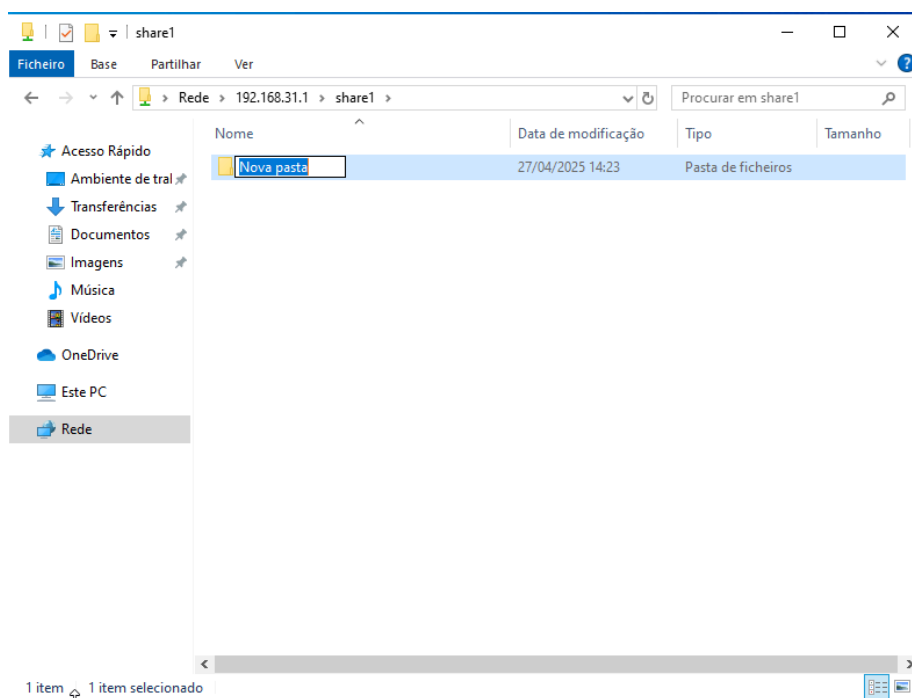 share1
Ficheiro Base Partilhar Ver ?
Rede > 192.168.31.1 > share1 > Procurar em share1
Nome Data de modificação Tipo Tamanho
Acesso Rápido
Ambiente de tral
Transferências
Documentos
Imagens
Música
Vídeos
OneDrive
Este PC
Rede
Nova pasta 27/04/2025 14:23 Pasta de ficheiros
1 item 1 item selecionado